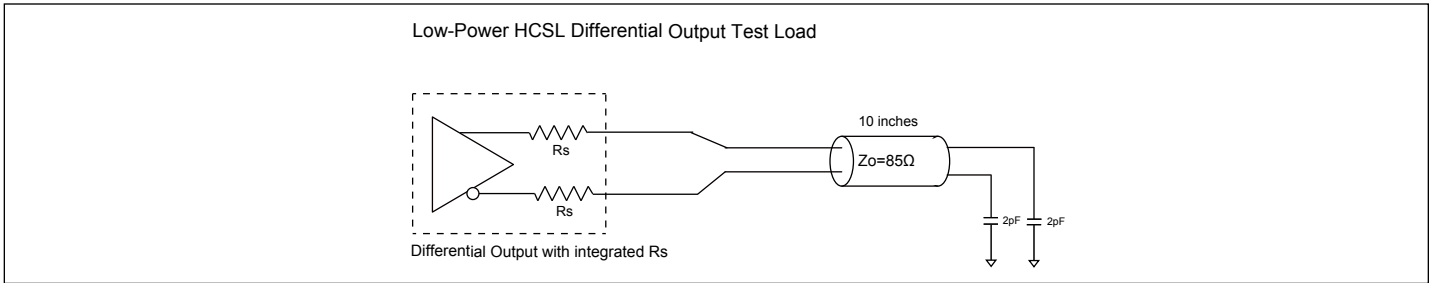 Low-Power HCSL Differential Output Test Load
10 inches
Rs
Zo=85Ω
Rs
2pF
2pF
Differential Output with integrated Rs